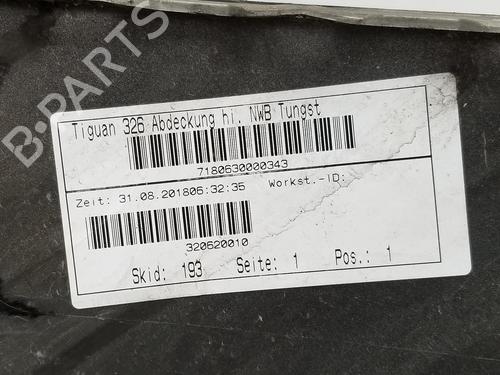 B-PARTS
Tiguan 326 Abdeckung hi. NWB Tungst
7180630000343
Zeit: 31.08.201806:32:35 Workst.-ID:
320620010
Skid: 193 Seite: 1 Pos.: 1